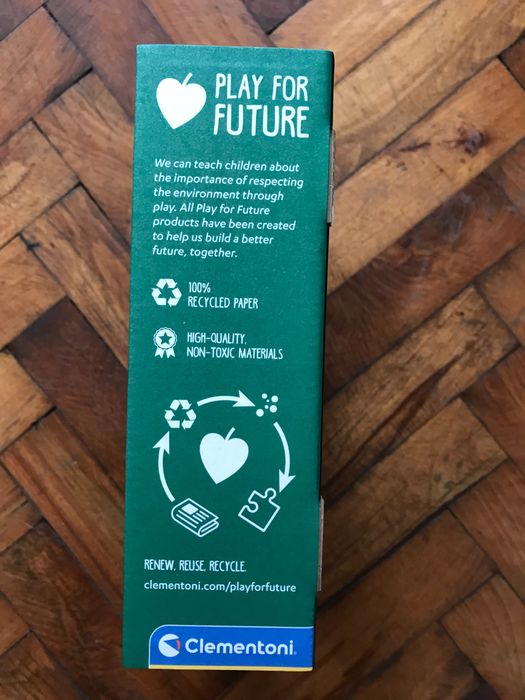 PLAY FOR
FUTURE
We can teach children about
the importance of respecting
the environment through
play. All Play for Future
products have been created
to help us build a better
future, together.
100%
RECYCLED PAPER
HIGH-QUALITY.
NON-TOXIC MATERIALS
RENEW. REUSE. RECYCLE.
clementoni.com/playforfuture
Clementoni.